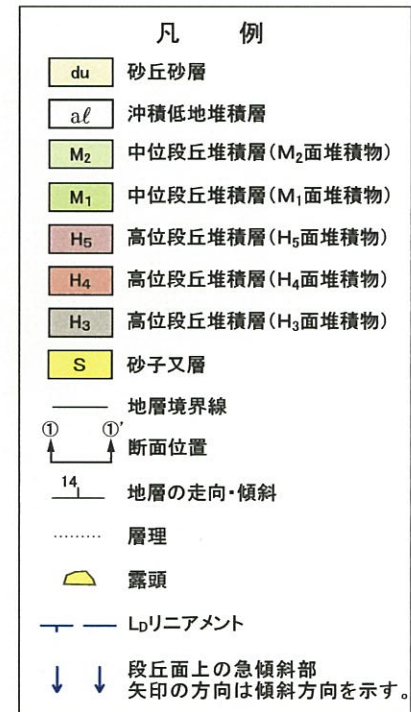 凡 例
du 砂丘砂層
aℓ 沖積低地堆積層
M₂ 中位段丘堆積層(M₂面堆積物)
M₁ 中位段丘堆積層(M₁面堆積物)
H₅ 高位段丘堆積層(H₅面堆積物)
H₄ 高位段丘堆積層(H₄面堆積物)
H₃ 高位段丘堆積層(H₃面堆積物)
S 砂子又層
地層境界線
① ①' 断面位置
14 地層の走向・傾斜
層理
露頭
LDリニアメント
段丘面上の急傾斜部
矢印の方向は傾斜方向を示す。